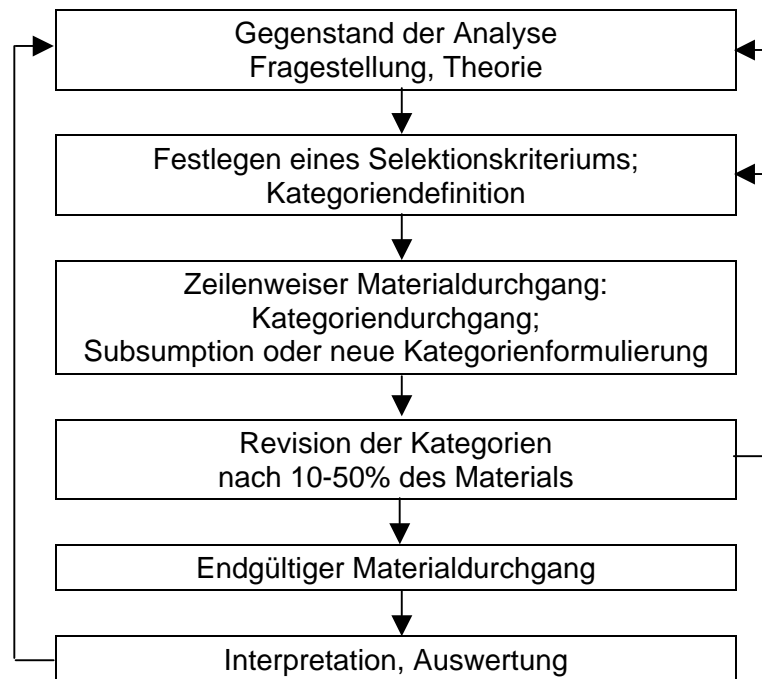 Gegenstand der Analyse
Fragestellung, Theorie
Festlegen eines Selektionskriteriums;
Kategoriendefinition
Zeilenweiser Materialdurchgang:
Kategoriendurchgang;
Subsumption oder neue Kategorienformulierung
Revision der Kategorien
nach 10-50% des Materials
Endgültiger Materialdurchgang
Interpretation, Auswertung